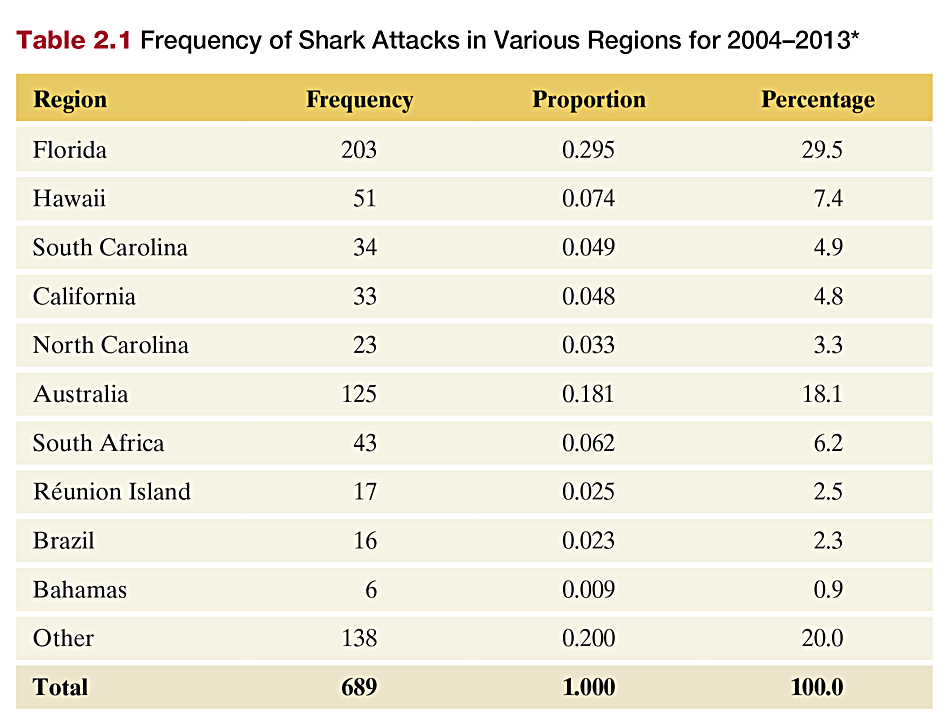 Table 2.1 Frequency of Shark Attacks in Various Regions for 2004–2013*
Region Frequency Proportion Percentage
Florida 203 0.295 29.5
Hawaii 51 0.074 7.4
South Carolina 34 0.049 4.9
California 33 0.048 4.8
North Carolina 23 0.033 3.3
Australia 125 0.181 18.1
South Africa 43 0.062 6.2
Réunion Island 17 0.025 2.5
Brazil 16 0.023 2.3
Bahamas 6 0.009 0.9
Other 138 0.200 20.0
Total 689 1.000 100.0